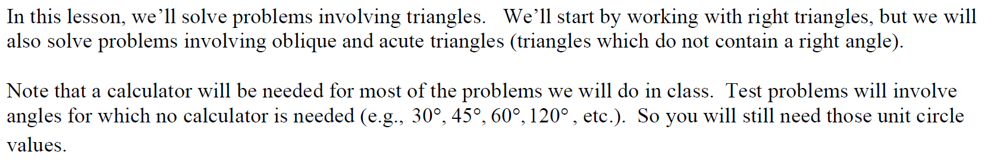 In this lesson, we’ll solve problems involving triangles.   We’ll start by working with right triangles, but we will
also solve problems involving oblique and acute triangles (triangles which do not contain a right angle).
Note that a calculator will be needed for most of the problems we will do in class.  Test problems will involve
angles for which no calculator is needed (e.g., 30°, 45°, 60°, 120° , etc.).  So you will still need those unit circle
values.